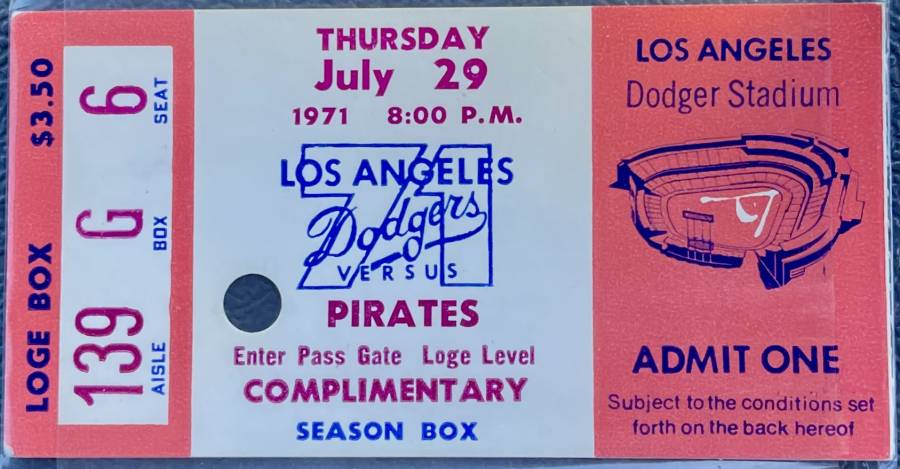 $3.50
LOGE BOX
6 SEAT
G BOX
139 AISLE
THURSDAY
July 29
1971 8:00 P.M.
71
LOS ANGELES
Dodgers
VERSUS
PIRATES
Enter Pass Gate Loge Level
COMPLIMENTARY
SEASON BOX
LOS ANGELES
Dodger Stadium
ADMIT ONE
Subject to the conditions set
forth on the back hereof